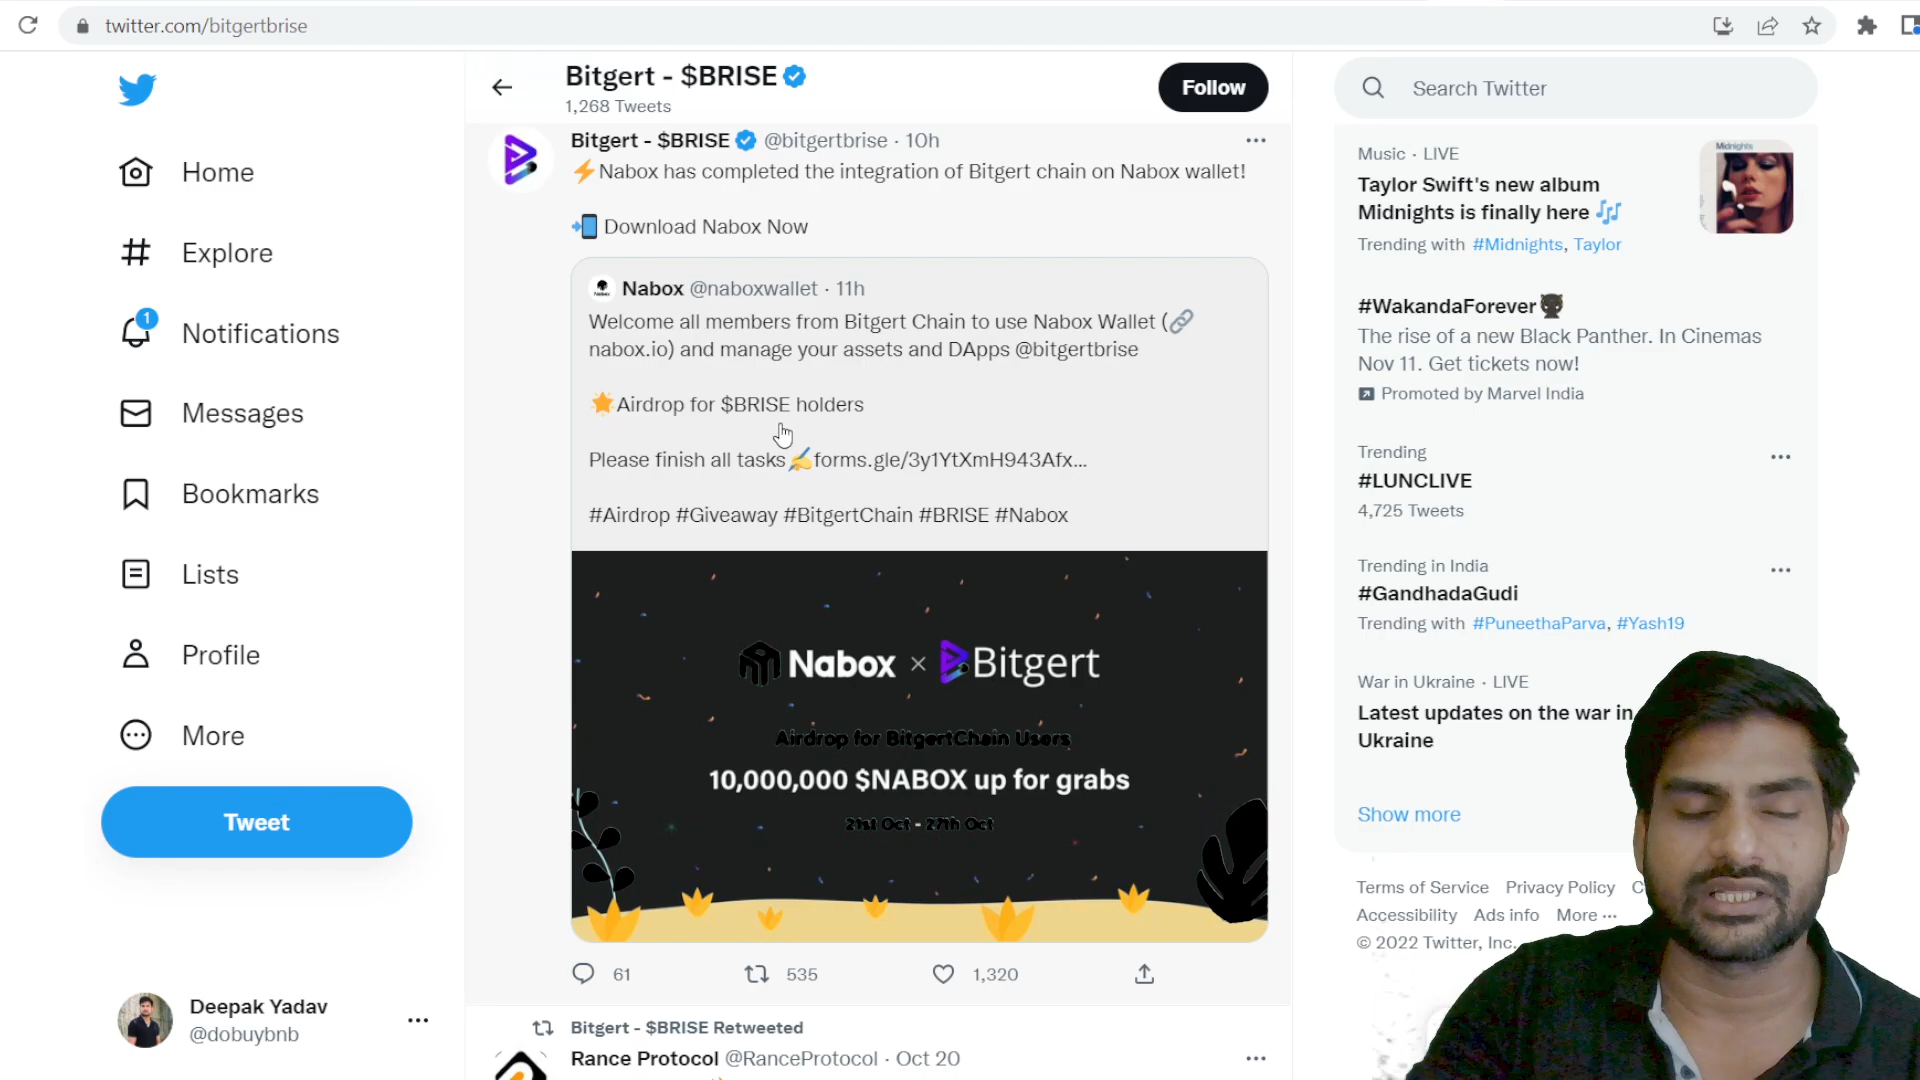 twitter.com/bitgertbrise
Home
Explore
1
Notifications
Messages
Bookmarks
Lists
Profile
More
Tweet
Deepak Yadav
@dobuybnb
Bitgert - $BRISE
1,268 Tweets
Follow
Bitgert - $BRISE @bitgertbrise · 10h
⚡Nabox has completed the integration of Bitgert chain on Nabox wallet!
📲 Download Nabox Now
Nabox @naboxwallet · 11h
Welcome all members from Bitgert Chain to use Nabox Wallet (🔗
nabox.io) and manage your assets and DApps @bitgertbrise
🌟Airdrop for $BRISE holders
Please finish all tasks✍️forms.gle/3y1YtXmH943Afx...
#Airdrop #Giveaway #BitgertChain #BRISE #Nabox
Nabox × Bitgert
Airdrop for BitgertChain Users
10,000,000 $NABOX up for grabs
21st Oct - 27th Oct
61
535
1,320
Bitgert - $BRISE Retweeted
Rance Protocol @RanceProtocol · Oct 20
Search Twitter
Music · LIVE
Taylor Swift's new album
Midnights is finally here 🎶
Trending with #Midnights, Taylor
Midnights
#WakandaForever
The rise of a new Black Panther. In Cinemas
Nov 11. Get tickets now!
Promoted by Marvel India
Trending
#LUNCLIVE
4,725 Tweets
Trending in India
#GandhadaGudi
Trending with #PuneethaParva, #Yash19
War in Ukraine · LIVE
Latest updates on the war in
Ukraine
Show more
Terms of Service Privacy Policy
Accessibility Ads info More ...
© 2022 Twitter, Inc.